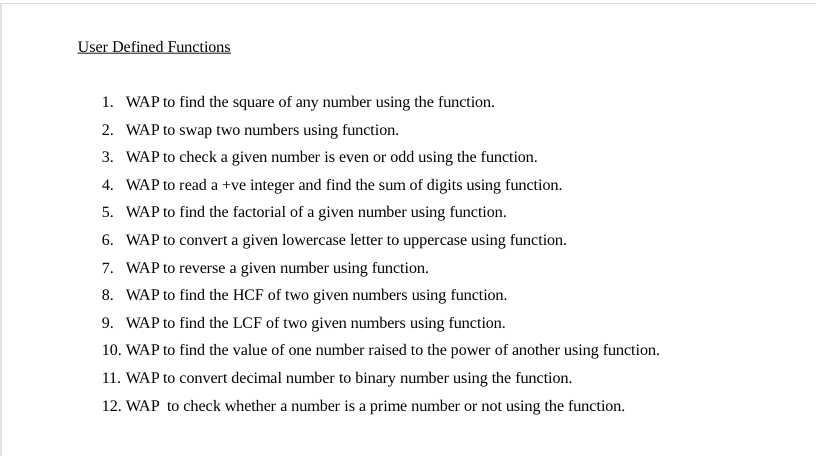 User Defined Functions
1. WAP to find the square of any number using the function.
2. WAP to swap two numbers using function.
3. WAP to check a given number is even or odd using the function.
4. WAP to read a +ve integer and find the sum of digits using function.
5. WAP to find the factorial of a given number using function.
6. WAP to convert a given lowercase letter to uppercase using function.
7. WAP to reverse a given number using function.
8. WAP to find the HCF of two given numbers using function.
9. WAP to find the LCF of two given numbers using function.
10. WAP to find the value of one number raised to the power of another using function.
11. WAP to convert decimal number to binary number using the function.
12. WAP  to check whether a number is a prime number or not using the function.